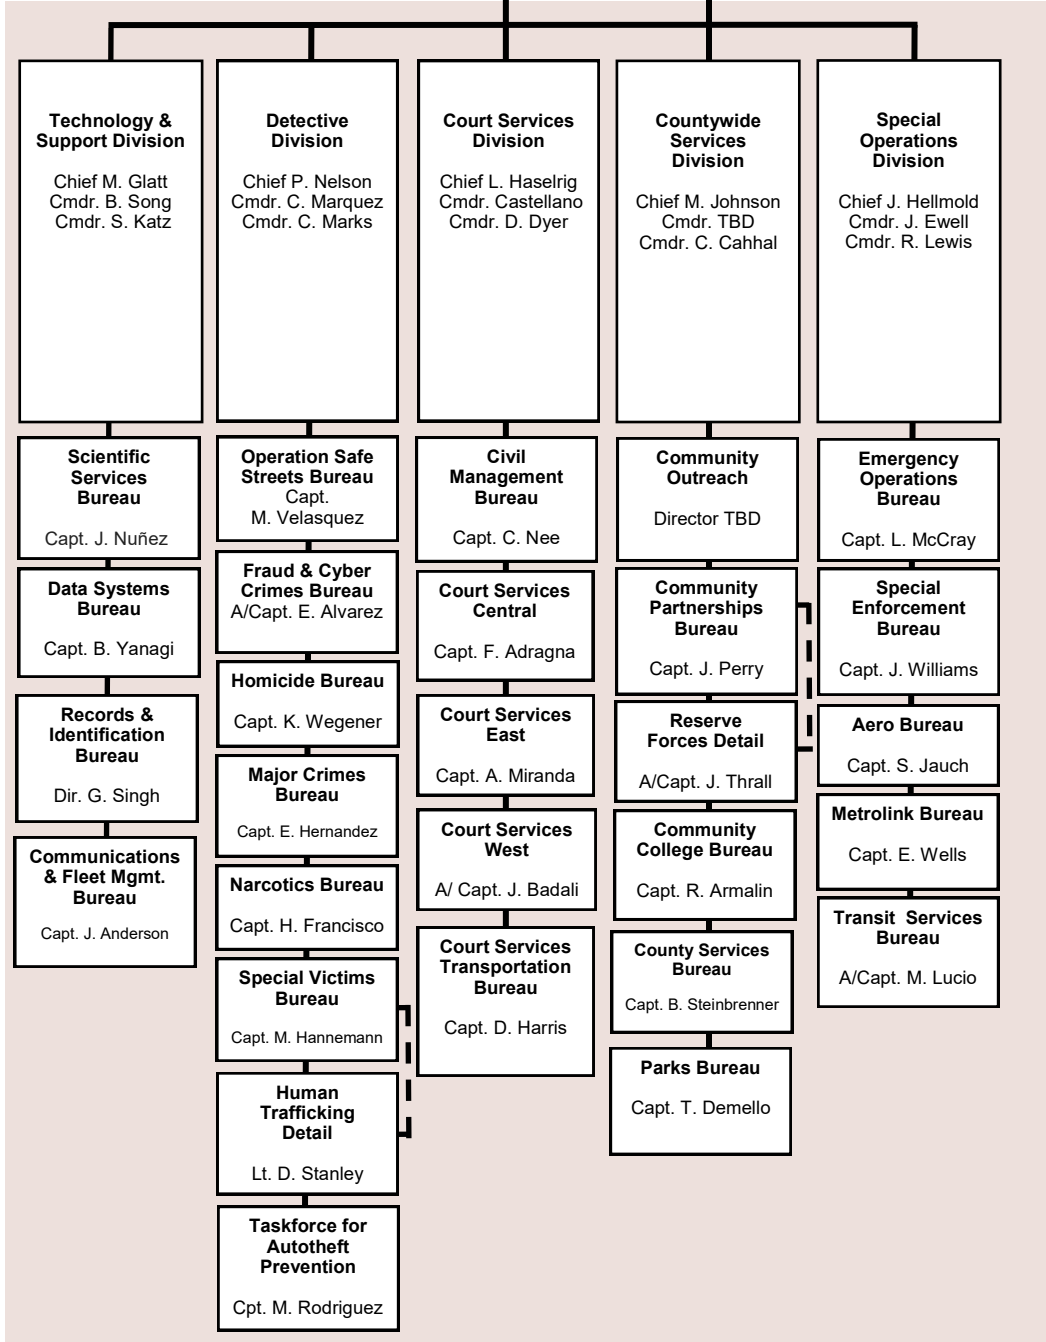 Technology &
Support Division
Chief M. Glatt
Cmdr. B. Song
Cmdr. S. Katz
Scientific
Services
Bureau
Capt. J. Nuñez
Data Systems
Bureau
Capt. B. Yanagi
Records &
Identification
Bureau
Dir. G. Singh
Communications
& Fleet Mgmt.
Bureau
Capt. J. Anderson
Detective
Division
Chief P. Nelson
Cmdr. C. Marquez
Cmdr. C. Marks
Operation Safe
Streets Bureau
Capt.
M. Velasquez
Fraud & Cyber
Crimes Bureau
A/Capt. E. Alvarez
Homicide Bureau
Capt. K. Wegener
Major Crimes
Bureau
Capt. E. Hernandez
Narcotics Bureau
Capt. H. Francisco
Special Victims
Bureau
Capt. M. Hannemann
Human
Trafficking
Detail
Lt. D. Stanley
Taskforce for
Autotheft
Prevention
Cpt. M. Rodriguez
Court Services
Division
Chief L. Haselrig
Cmdr. Castellano
Cmdr. D. Dyer
Civil
Management
Bureau
Capt. C. Nee
Court Services
Central
Capt. F. Adragna
Court Services
East
Capt. A. Miranda
Court Services
West
A/ Capt. J. Badali
Court Services
Transportation
Bureau
Capt. D. Harris
Countywide
Services
Division
Chief M. Johnson
Cmdr. TBD
Cmdr. C. Cahhal
Community
Outreach
Director TBD
Community
Partnerships
Bureau
Capt. J. Perry
Reserve
Forces Detail
A/Capt. J. Thrall
Community
College Bureau
Capt. R. Armalin
County Services
Bureau
Capt. B. Steinbrenner
Parks Bureau
Capt. T. Demello
Special
Operations
Division
Chief J. Hellmold
Cmdr. J. Ewell
Cmdr. R. Lewis
Emergency
Operations
Bureau
Capt. L. McCray
Special
Enforcement
Bureau
Capt. J. Williams
Aero Bureau
Capt. S. Jauch
Metrolink Bureau
Capt. E. Wells
Transit  Services
Bureau
A/Capt. M. Lucio